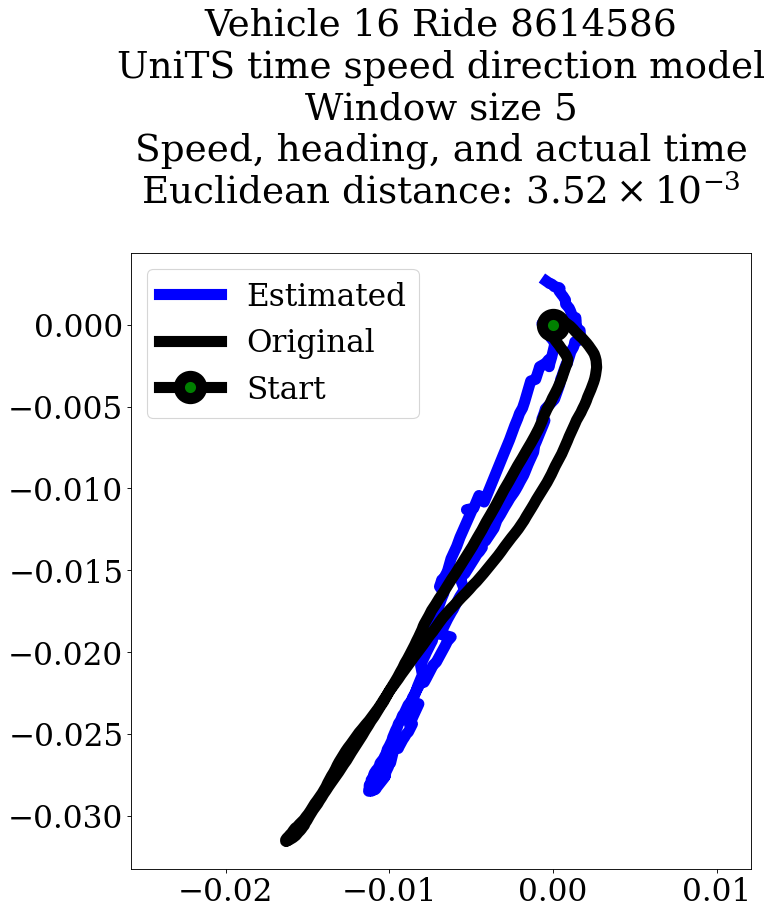 Vehicle 16 Ride 8614586
UniTS time speed direction model
Window size 5
Speed, heading, and actual time
Euclidean distance: 3.52 × 10⁻³
Estimated
Original
Start
0.000
−0.005
−0.010
−0.015
−0.020
−0.025
−0.030
−0.02
−0.01
0.00
0.01